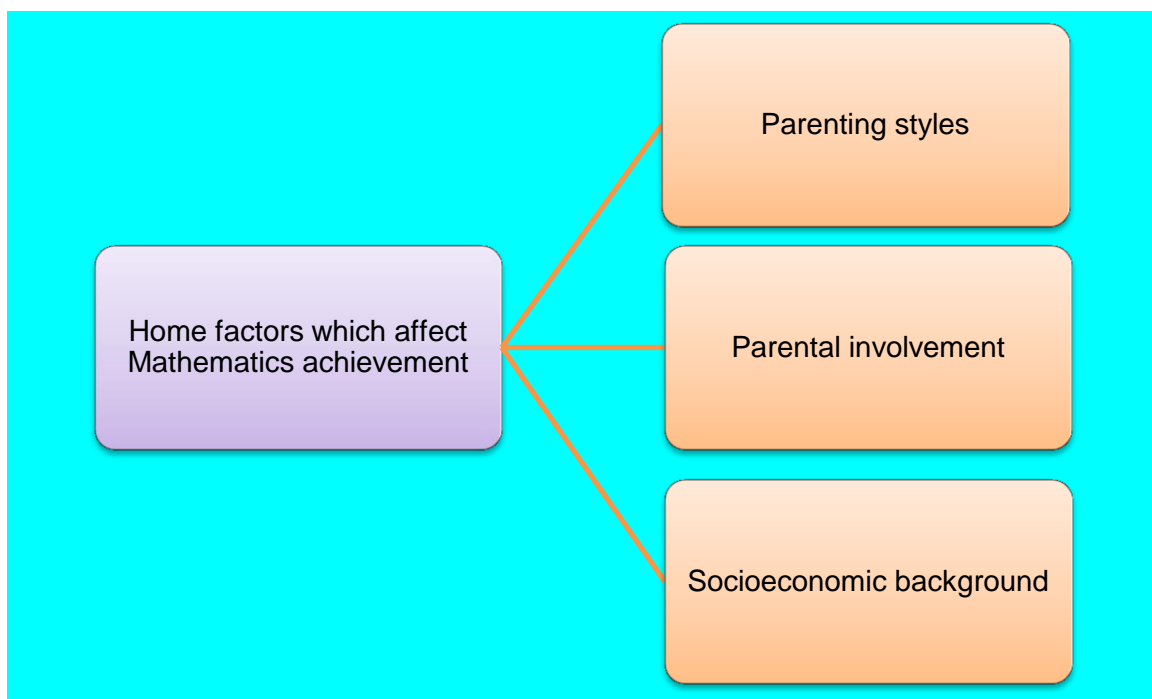 Parenting styles
Home factors which affect
Mathematics achievement
Parental involvement
Socioeconomic background